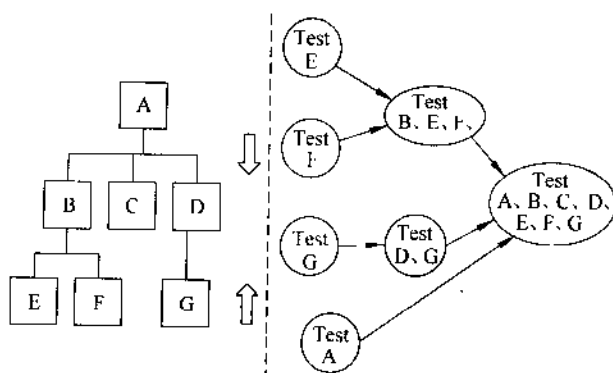 A
B
C
D
E
F
G
Test
E
Test
F
Test
B、E、F、
Test
A、B、C、D、
E、F、G
Test
G
Test
D、G
Test
A